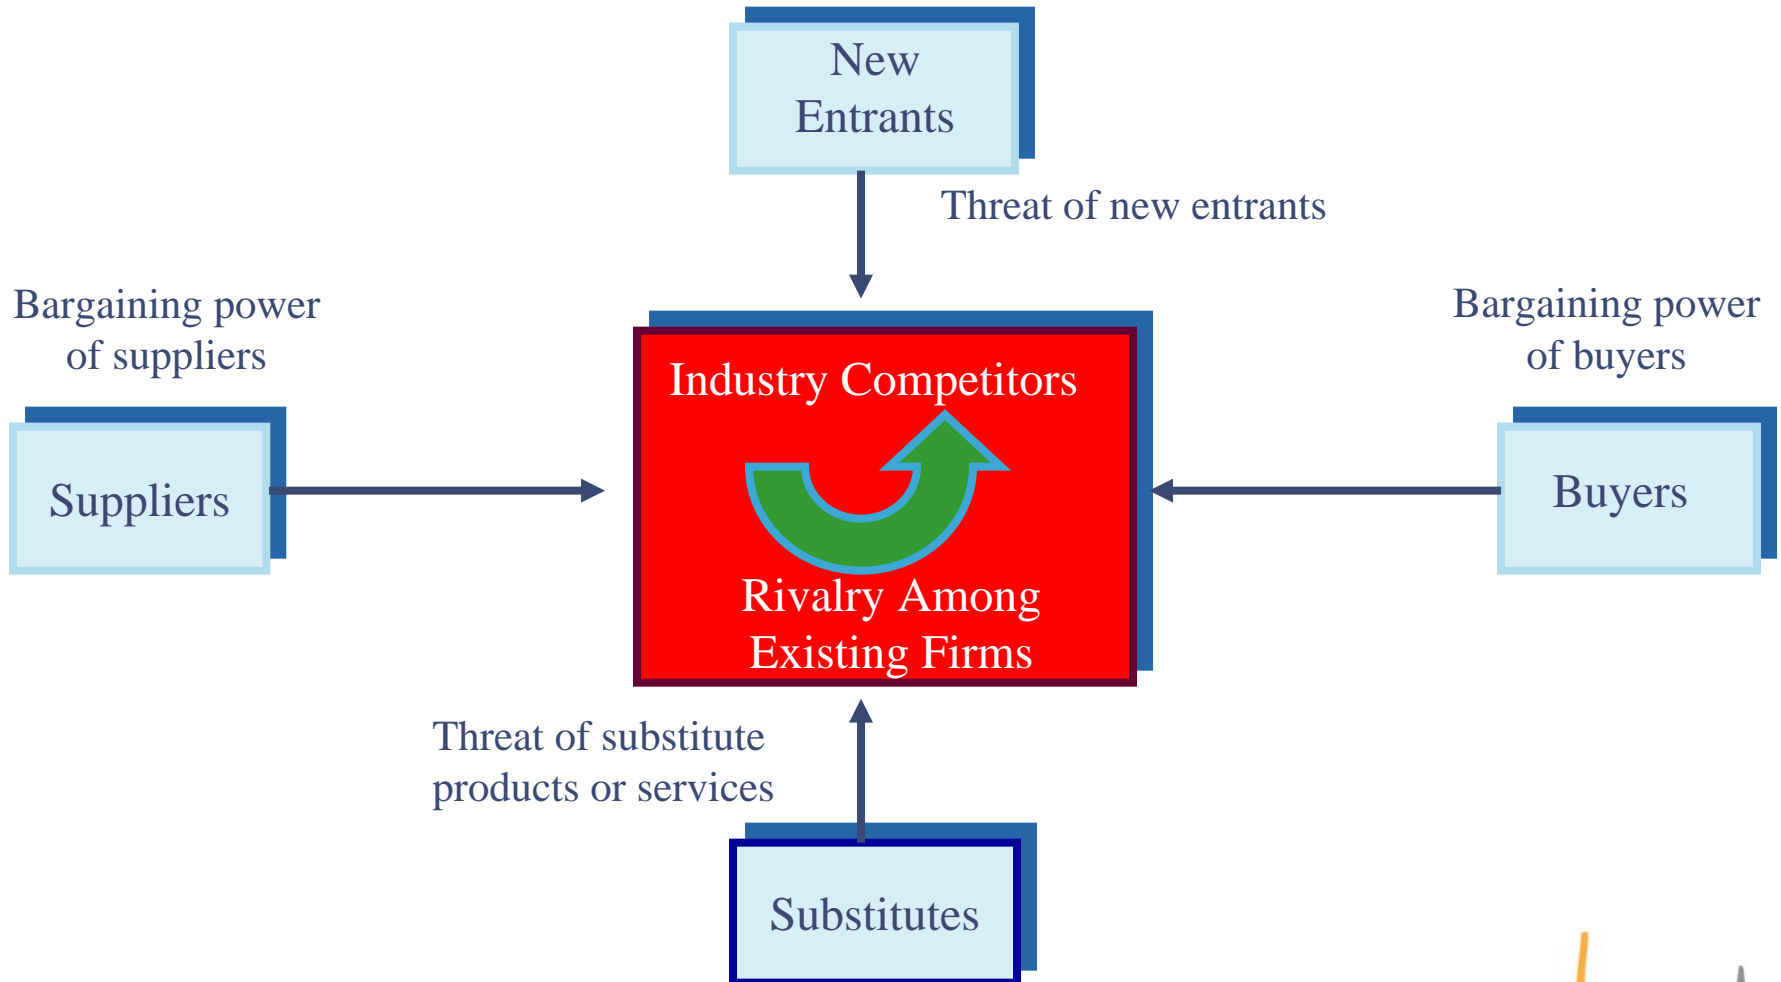 New
Entrants
Threat of new entrants
Bargaining power
of suppliers
Bargaining power
of buyers
Industry Competitors
Suppliers
Buyers
Rivalry Among
Existing Firms
Threat of substitute
products or services
Substitutes